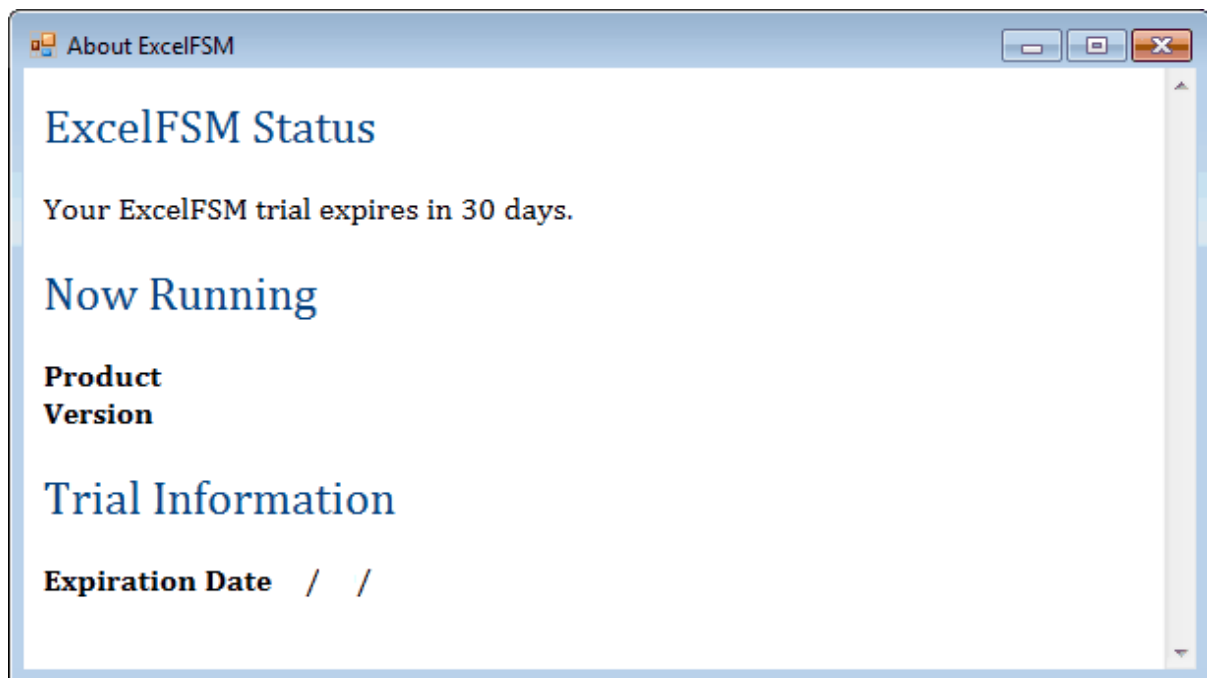 About ExcelFSM
ExcelFSM Status
Your ExcelFSM trial expires in 30 days.
Now Running
Product
Version
Trial Information
Expiration Date / /